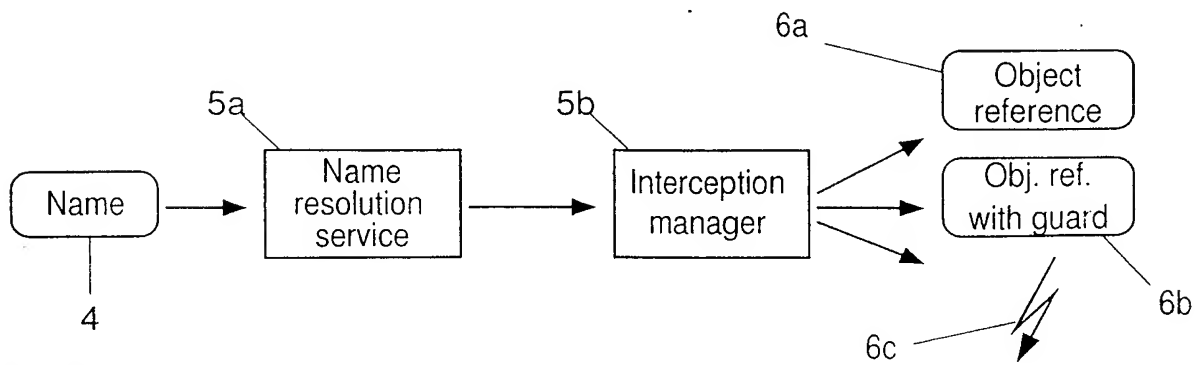 6a
Object
reference
5a
5b
Name
Name
resolution
service
Interception
manager
Obj. ref.
with guard
4
6b
6c